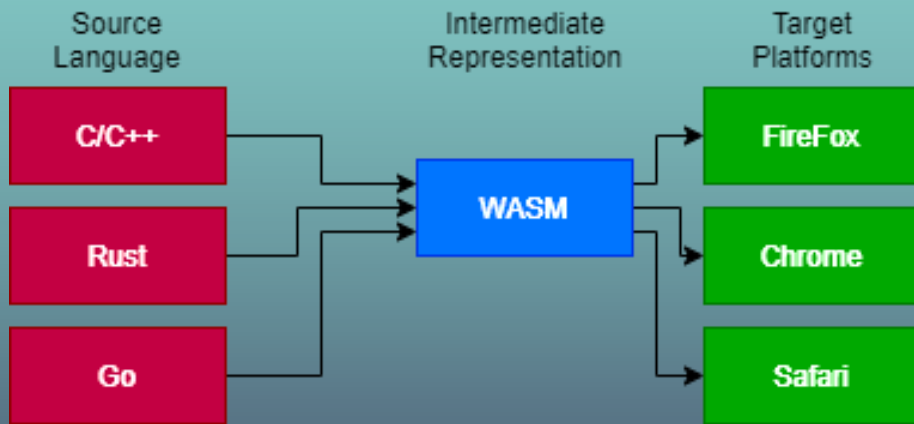 Source
Language
Intermediate
Representation
Target
Platforms
C/C++
WASM
FireFox
Rust
Chrome
Go
Safari